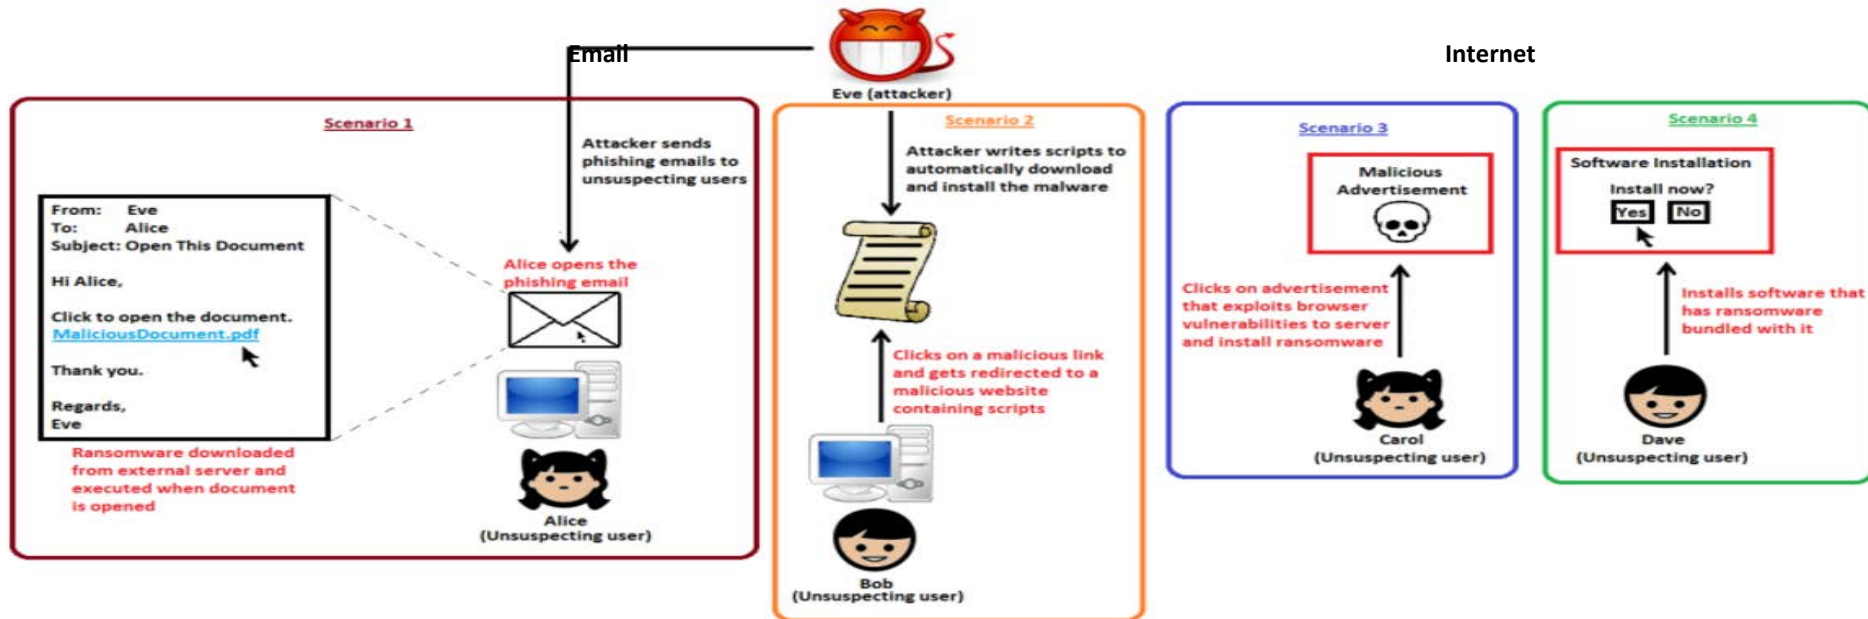 Email
Internet
Eve (attacker)
Scenario 1
Attacker sends
phishing emails to
unsuspecting users
From: Eve
To: Alice
Subject: Open This Document
Hi Alice,
Click to open the document.
MaliciousDocument.pdf
Thank you.
Regards,
Eve
Alice opens the
phishing email
Ransomware downloaded
from external server and
executed when document
is opened
Alice
(Unsuspecting user)
Scenario 2
Attacker writes scripts to
automatically download
and install the malware
Clicks on a malicious link
and gets redirected to a
malicious website
containing scripts
Bob
(Unsuspecting user)
Scenario 3
Malicious
Advertisement
Clicks on advertisement
that exploits browser
vulnerabilities to server
and install ransomware
Carol
(Unsuspecting user)
Scenario 4
Software Installation
Install now?
Yes No
Installs software that
has ransomware
bundled with it
Dave
(Unsuspecting user)